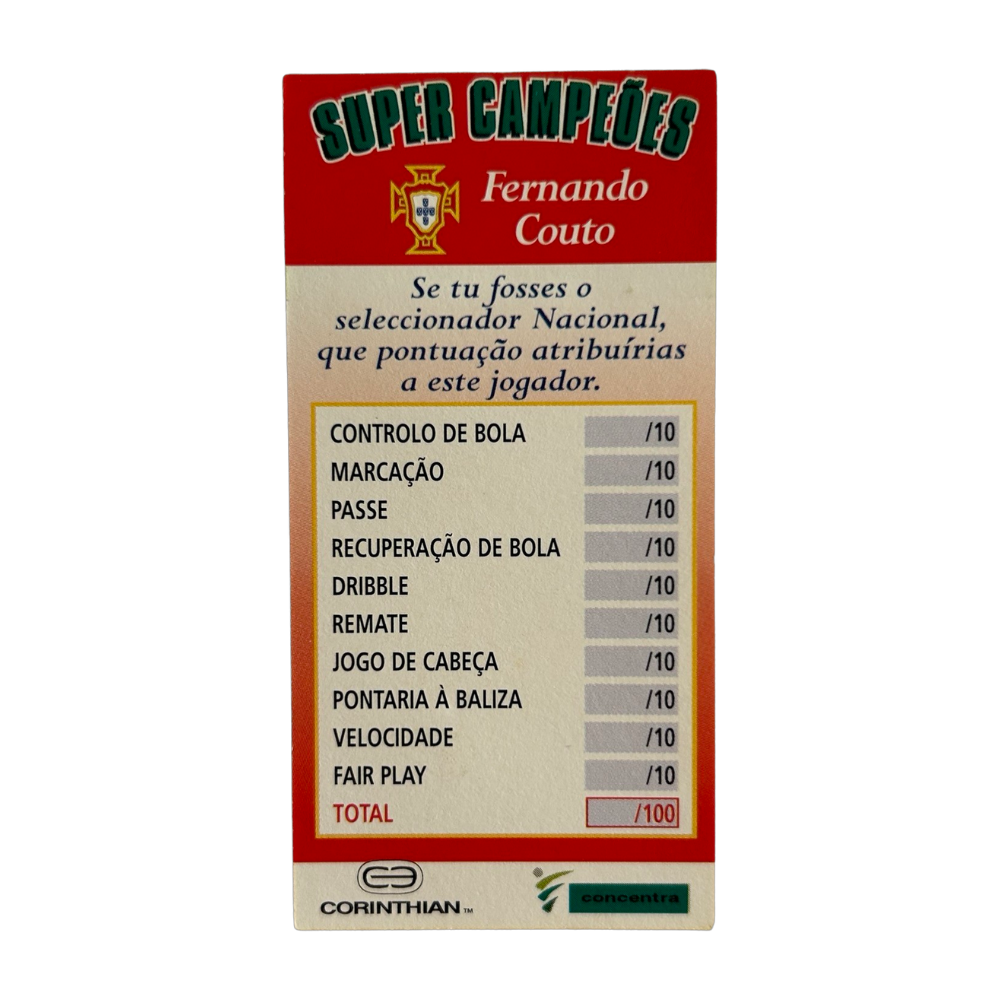 SUPER CAMPEÕES
Fernando
Couto
Se tu fosses o
seleccionador Nacional,
que pontuação atribuírias
a este jogador.
CONTROLO DE BOLA /10
MARCAÇÃO /10
PASSE /10
RECUPERAÇÃO DE BOLA /10
DRIBBLE /10
REMATE /10
JOGO DE CABEÇA /10
PONTARIA À BALIZA /10
VELOCIDADE /10
FAIR PLAY /10
TOTAL /100
CORINTHIAN™ concentra